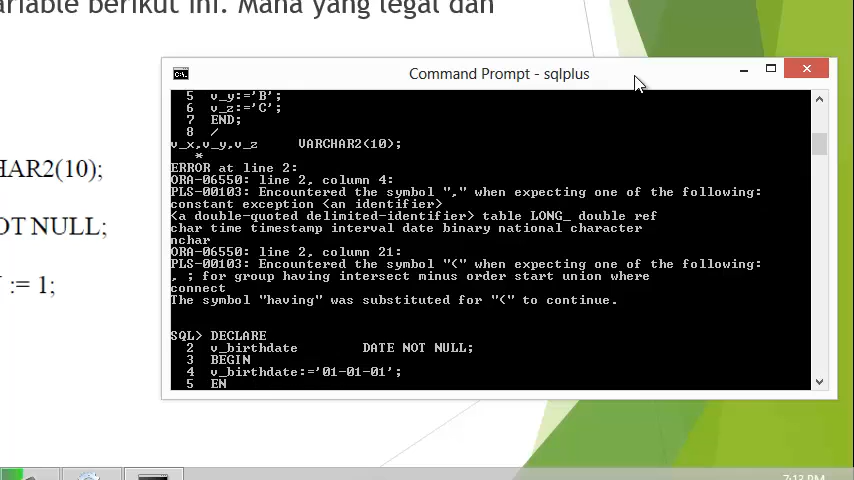 ariable berikut ini. Mana yang legal dan
Command Prompt - sqlplus
5 v_y:='B';
6 v_z:='C';
7 END;
8 /
v_x,v_y,v_z VARCHAR2(10);
*
ERROR at line 2:
ORA-06550: line 2, column 4:
PLS-00103: Encountered the symbol "," when expecting one of the following:
constant exception <an identifier>
<a double-quoted delimited-identifier> table LONG_ double ref
char time timestamp interval date binary national character
nchar
ORA-06550: line 2, column 21:
PLS-00103: Encountered the symbol "(" when expecting one of the following:
, ; for group having intersect minus order start union where
connect
The symbol "having" was substituted for "(" to continue.
SQL> DECLARE
2 v_birthdate DATE NOT NULL;
3 BEGIN
4 v_birthdate:='01-01-01';
5 EN
HAR2(10);
OT NULL;
:= 1;
7:13 PM